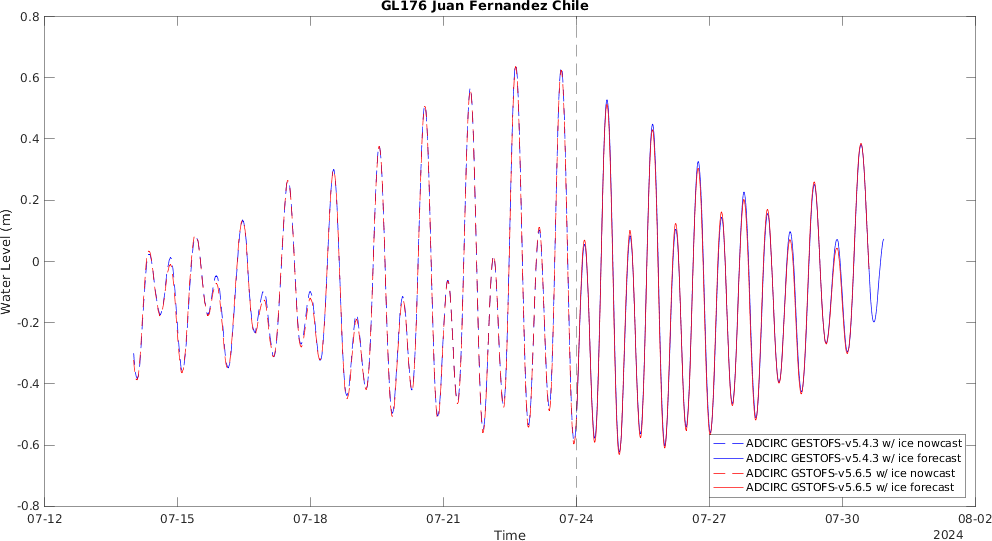 GL176 Juan Fernandez Chile
0.8
0.6
0.4
0.2
0
-0.2
-0.4
-0.6
-0.8
Water Level (m)
ADCIRC GESTOFS-v5.4.3 w/ ice nowcast
ADCIRC GESTOFS-v5.4.3 w/ ice forecast
ADCIRC GSTOFS-v5.6.5 w/ ice nowcast
ADCIRC GSTOFS-v5.6.5 w/ ice forecast
07-12 07-15 07-18 07-21 07-24 07-27 07-30 08-02
Time
2024